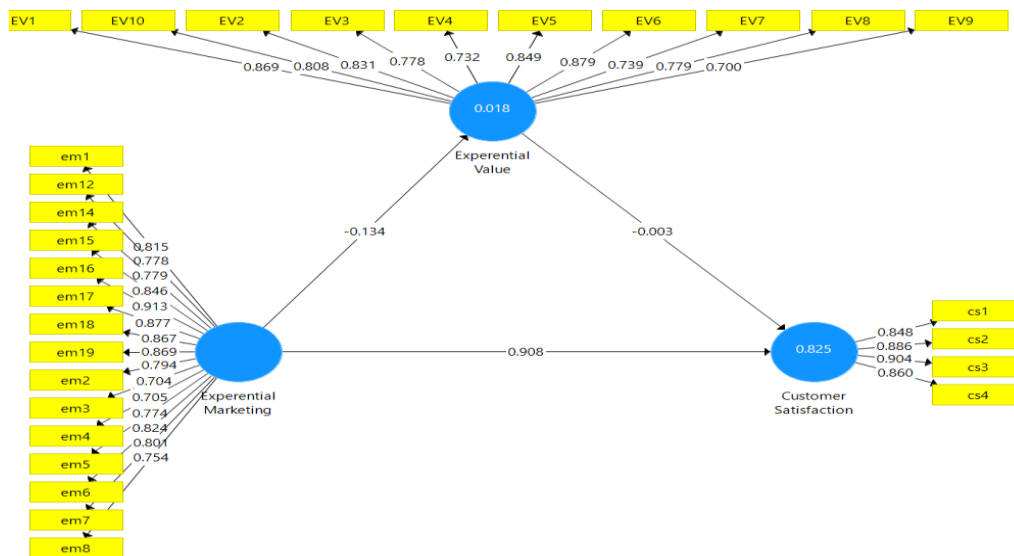 EV1 EV10 EV2 EV3 EV4 EV5 EV6 EV7 EV8 EV9
0.869 0.808 0.831 0.778 0.732 0.849 0.879 0.739 0.779 0.700
0.018
Experential
Value
em1
em12
em14
em15
em16
em17
em18
em19
em2
em3
em4
em5
em6
em7
em8
0.815
0.778
0.779
0.846
0.913
0.877
0.867
0.869
0.794
0.704
0.705
0.774
0.824
0.801
0.754
-0.134
-0.003
0.908
Experential
Marketing
0.825
Customer
Satisfaction
0.848
0.886
0.904
0.860
cs1
cs2
cs3
cs4